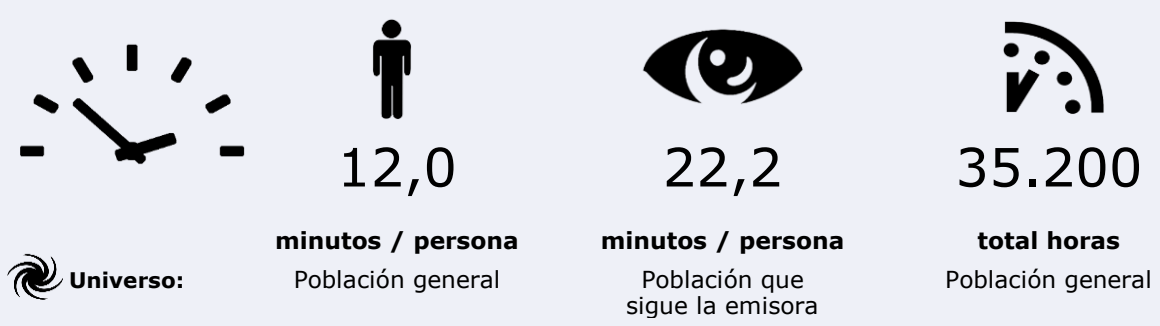 12,0
22,2
35.200
minutos / persona
minutos / persona
total horas
Universo:
Población general
Población que
sigue la emisora
Población general